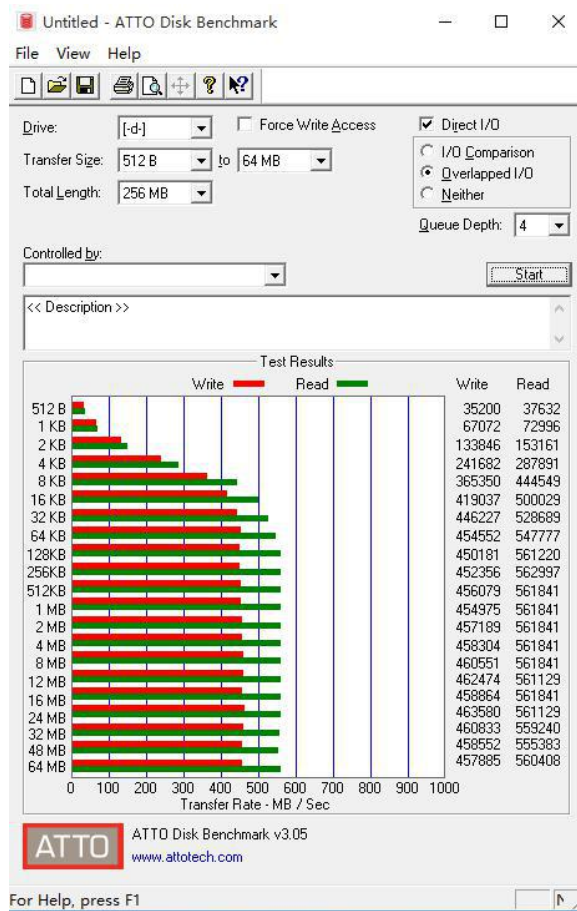 Untitled - ATTO Disk Benchmark
File View Help
Drive: [-d-] Force Write Access Direct I/O
Transfer Size: 512 B to 64 MB I/O Comparison
Overlapped I/O
Total Length: 256 MB Neither
Queue Depth: 4
Controlled by:
Start
<< Description >>
Test Results
Write Read Write Read
512 B 35200 37632
1 KB 67072 72996
2 KB 133846 153161
4 KB 241682 287891
8 KB 365350 444549
16 KB 419037 500029
32 KB 446227 528689
64 KB 454552 547777
128KB 450181 561220
256KB 452356 562997
512KB 456079 561841
1 MB 454975 561841
2 MB 457189 561841
4 MB 458304 561841
8 MB 460551 561841
12 MB 462474 561129
16 MB 458864 561841
24 MB 463580 561129
32 MB 460833 559240
48 MB 458552 555383
64 MB 457885 560408
0 100 200 300 400 500 600 700 800 900 1000
Transfer Rate - MB / Sec
ATTO
ATTO Disk Benchmark v3.05
www.attotech.com
For Help, press F1